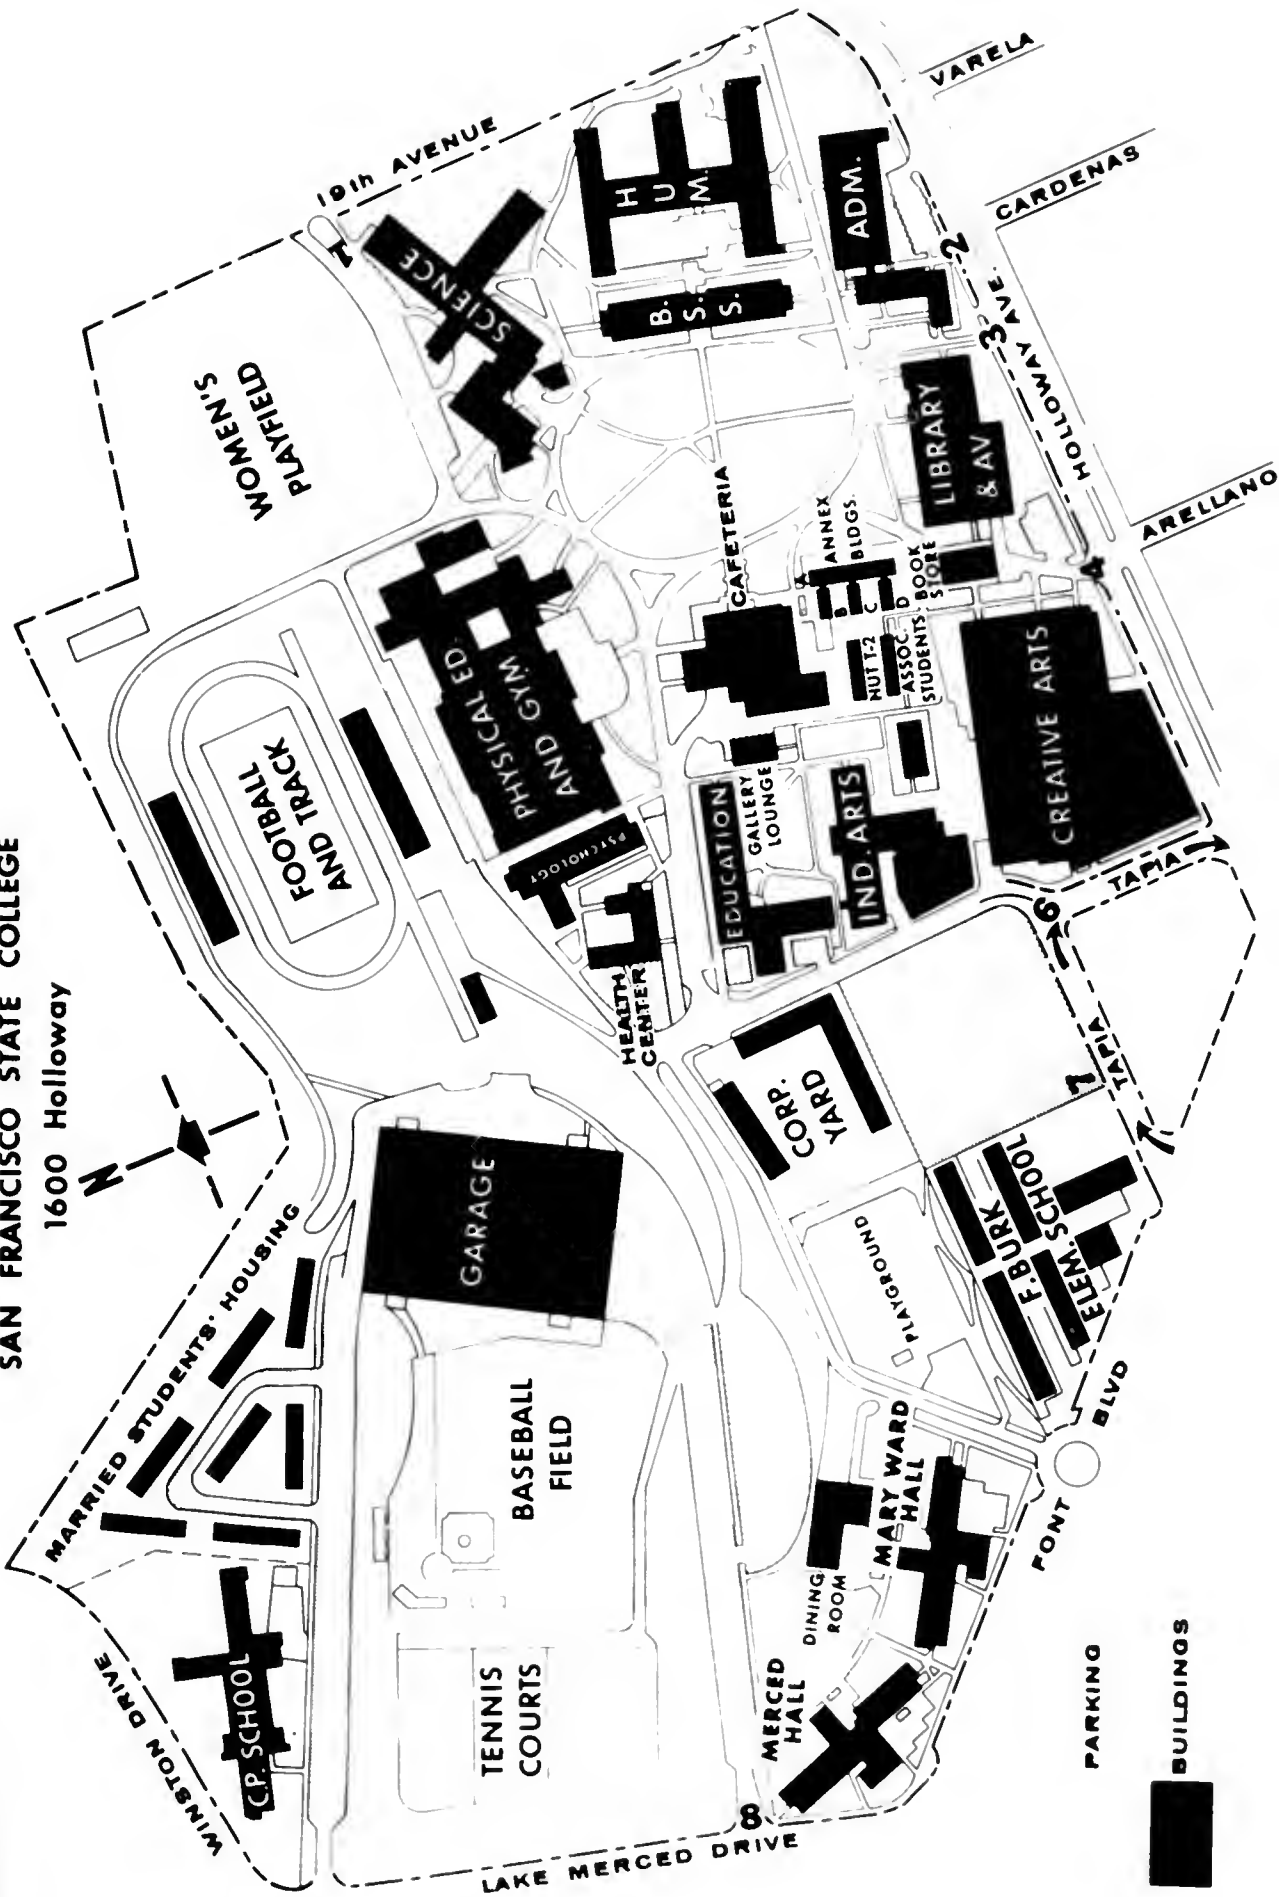 SAN FRANCISCO STATE COLLEGE
1600 Holloway
N
WINSTON DRIVE
MARRIED STUDENTS' HOUSING
C.P. SCHOOL
FOOTBALL
AND TRACK
WOMEN'S
PLAYFIELD
19th AVENUE
1
SCIENCE
GARAGE
BASEBALL
FIELD
TENNIS
COURTS
PHYSICAL ED.
AND GYM
PSYCHOLOGY
HEALTH
CENTER
HUM.
B.S.S.
ADM.
VARELA
CARDENAS
2
3
HOLLOWAY AVE.
ARELLANO
4
LIBRARY
& AV
CAFETERIA
ANNEX
BLDGS.
A
B
C
D
HUT T-2
ASSOC.
STUDENTS
BOOK
STORE
EDUCATION
GALLERY
LOUNGE
IND. ARTS
CREATIVE ARTS
CORP.
YARD
6
TAPIA
TAPIA
7
PLAYGROUND
F. BURK
ELEM. SCHOOL
MARY WARD
HALL
DINING
ROOM
MERCED
HALL
FONT
BLVD
8
LAKE MERCED DRIVE
PARKING
BUILDINGS